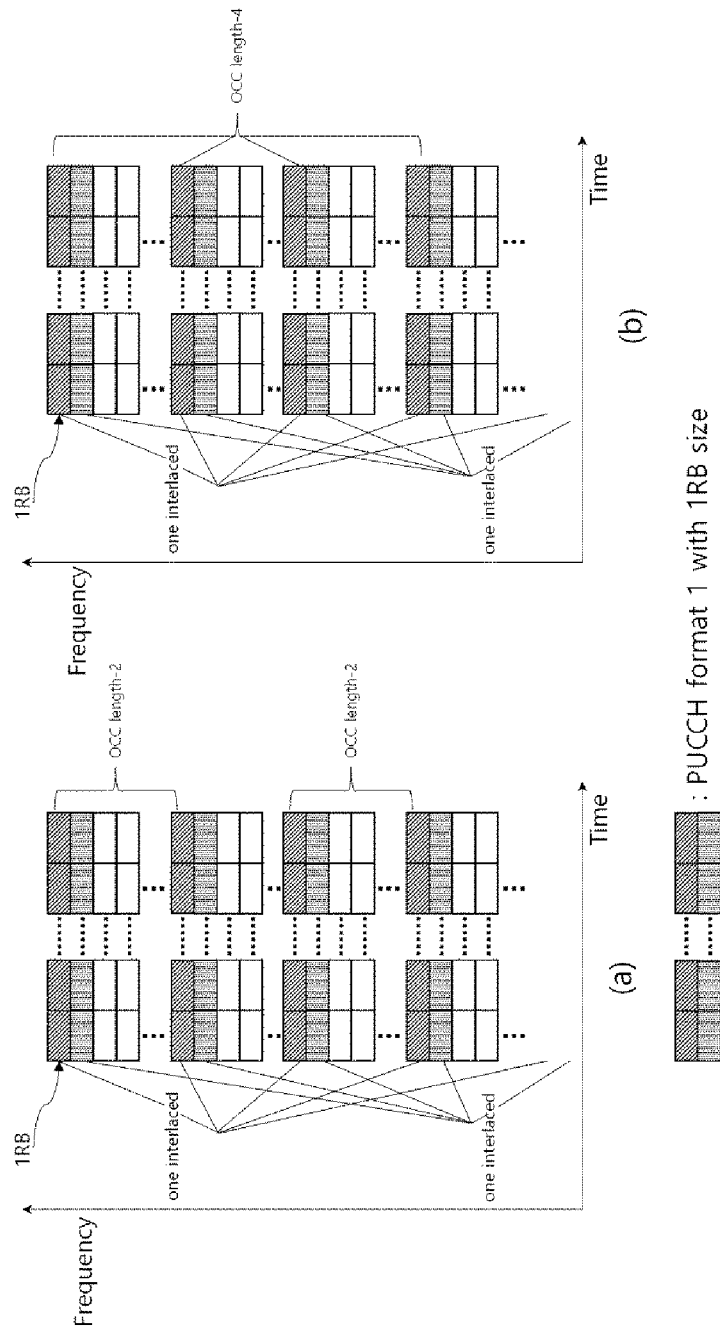 Frequency
1RB
one interlaced
one interlaced
OCC length-2
OCC length-2
Time
(a)
Frequency
1RB
one interlaced
one interlaced
OCC length-4
Time
(b)
: PUCCH format 1 with 1RB size